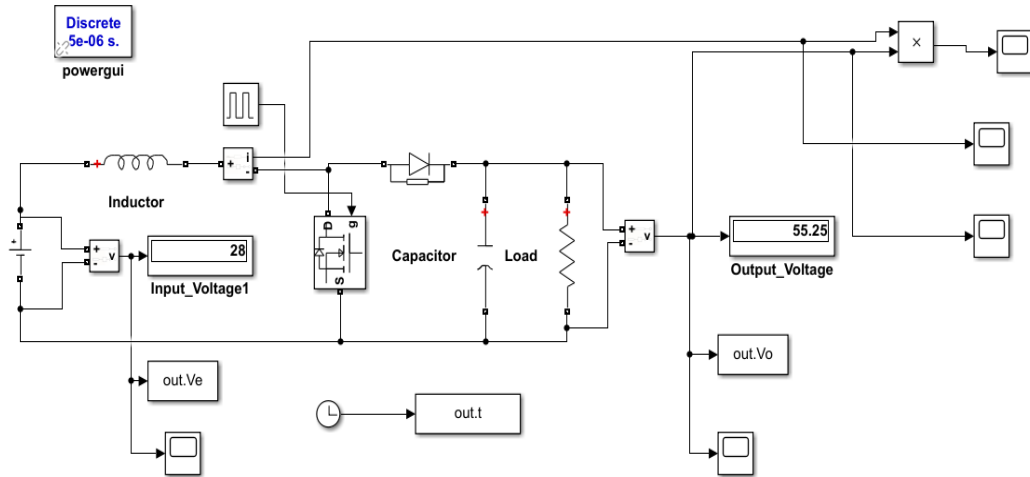 Discrete
5e-06 s.
powergui
×
i
+
-
Inductor
D
g
S
Capacitor
Load
+
+
-
v
28
Input_Voltage1
+
-
v
55.25
Output_Voltage
out.Ve
out.Vo
out.t